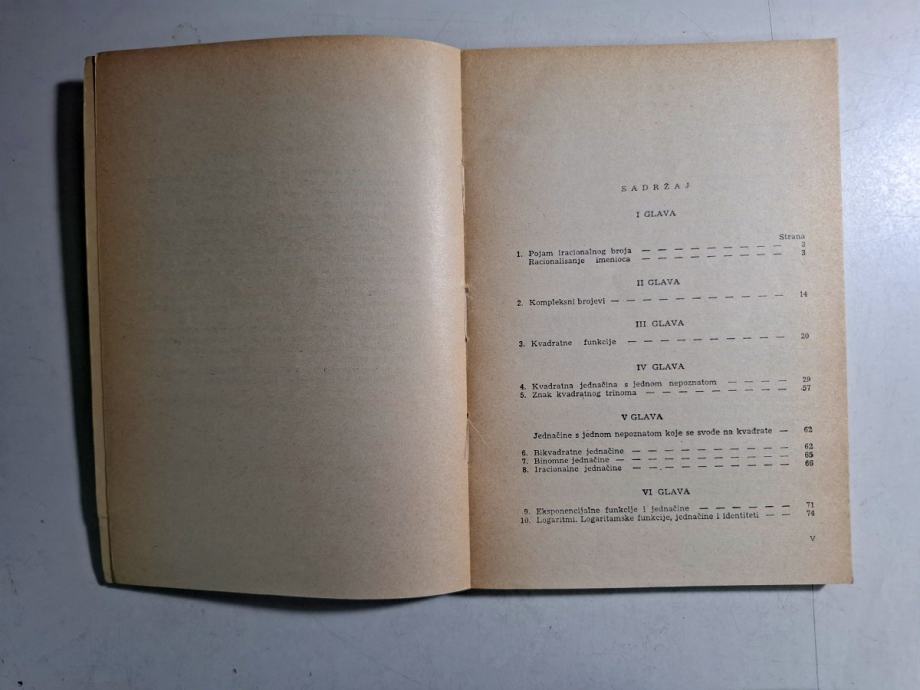 SADRŽAJ
I GLAVA
Strana
1. Pojam iracionalnog broja — — — — — — — — — 3
Racionalisanje imenioca — — — — — — — — — 3
II GLAVA
2. Kompleksni brojevi — — — — — — — — — — — 14
III GLAVA
3. Kvadratne funkcije — — — — — — — — — — 20
IV GLAVA
4. Kvadratna jednačina s jednom nepoznatom — — — — 29
5. Znak kvadratnog trinoma — — — — — — — — — 57
V GLAVA
Jednačine s jednom nepoznatom koje se svode na kvadrate — 62
6. Bikvadratne jednačine — — — — — — — — — — 62
7. Binomne jednačine — — — — — — — — — — — 65
8. Iracionalne jednačine — — — — — — — — — — 66
VI GLAVA
9. Eksponencijalne funkcije i jednačine — — — — — — 71
10. Logaritmi. Logaritamske funkcije, jednačine i identiteti — — 74
V